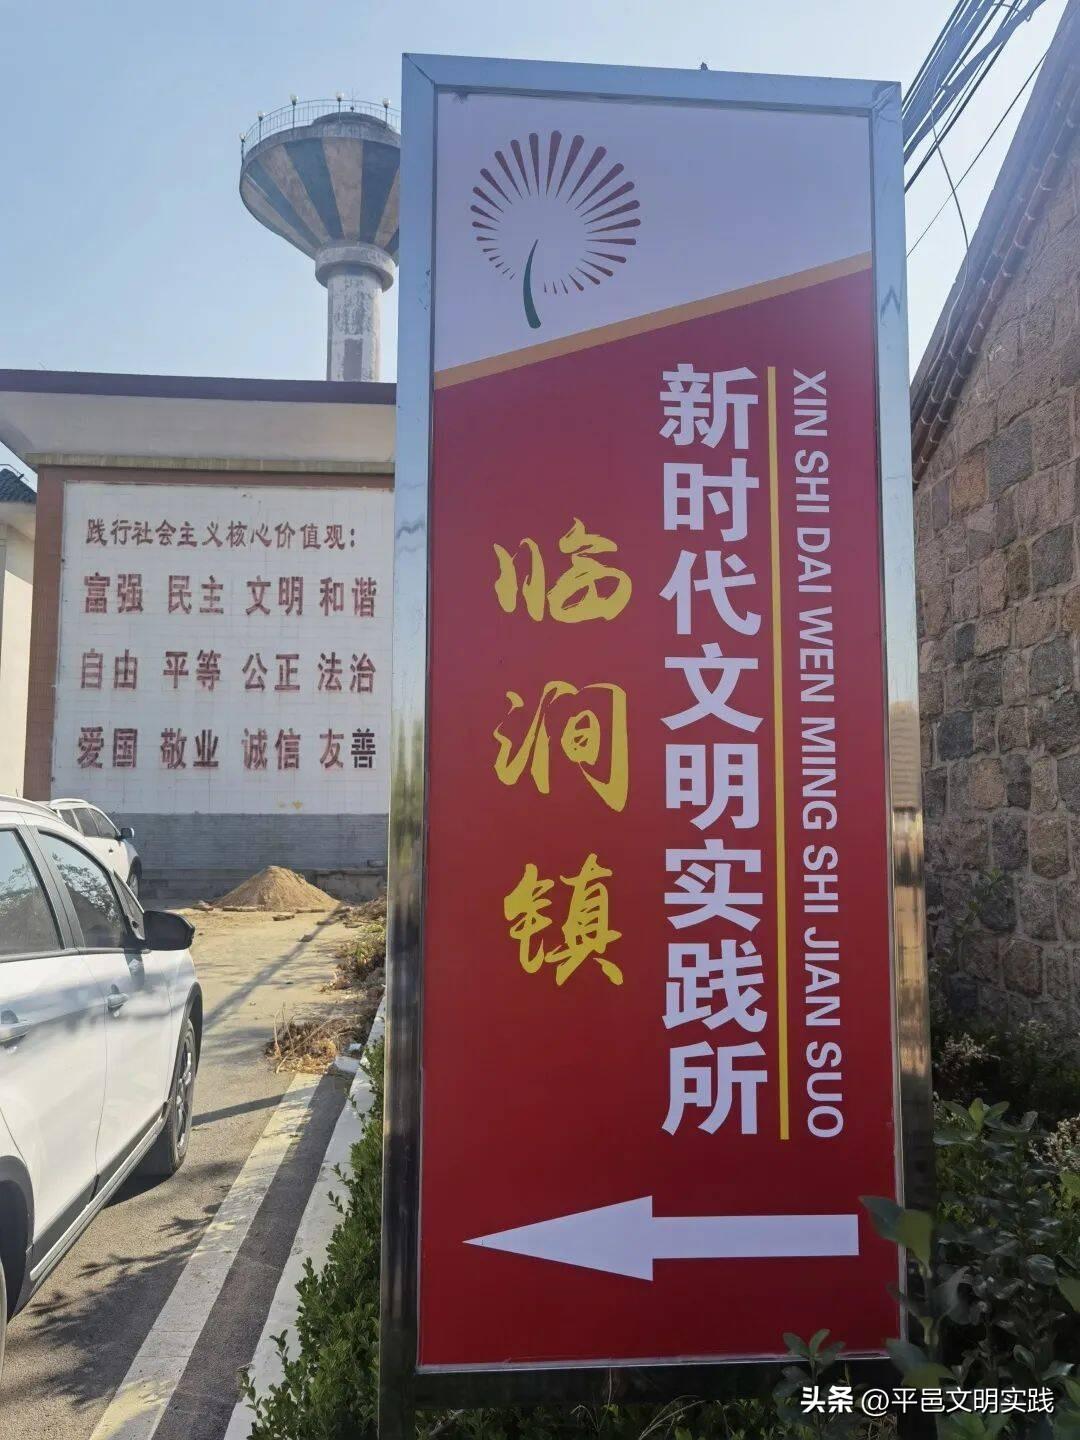 新时代文明实践所
XIN SHI DAI WEN MING SHI JIAN SUO
临涧镇
践行社会主义核心价值观：
富强 民主 文明 和谐
自由 平等 公正 法治
爱国 敬业 诚信 友善
头条 @平邑文明实践